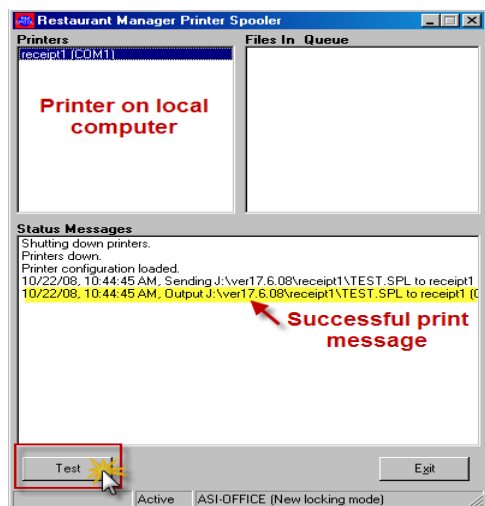 Restaurant Manager Printer Spooler
Printers
Files In Queue
receipt1 (COM1)
Printer on local
computer
Status Messages
Shutting down printers.
Printers down.
Printer configuration loaded.
10/22/08, 10:44:45 AM, Sending J:\ver17.6.08\receipt1\TEST.SPL to receipt1
10/22/08, 10:44:45 AM, Output J:\ver17.6.08\receipt1\TEST.SPL to receipt1 (
Successful print
message
Test
Exit
Active
ASI-OFFICE (New locking mode)